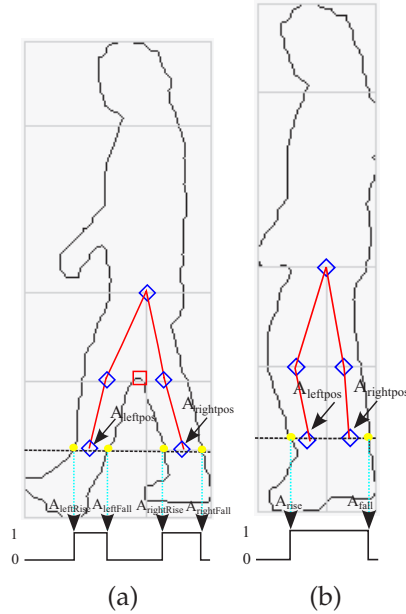 A_leftpos
A_rightpos
A_leftRise A_leftFall A_rightRise A_rightFall
1
0
(a)
A_leftpos
A_rightpos
A_rise A_fall
1
0
(b)